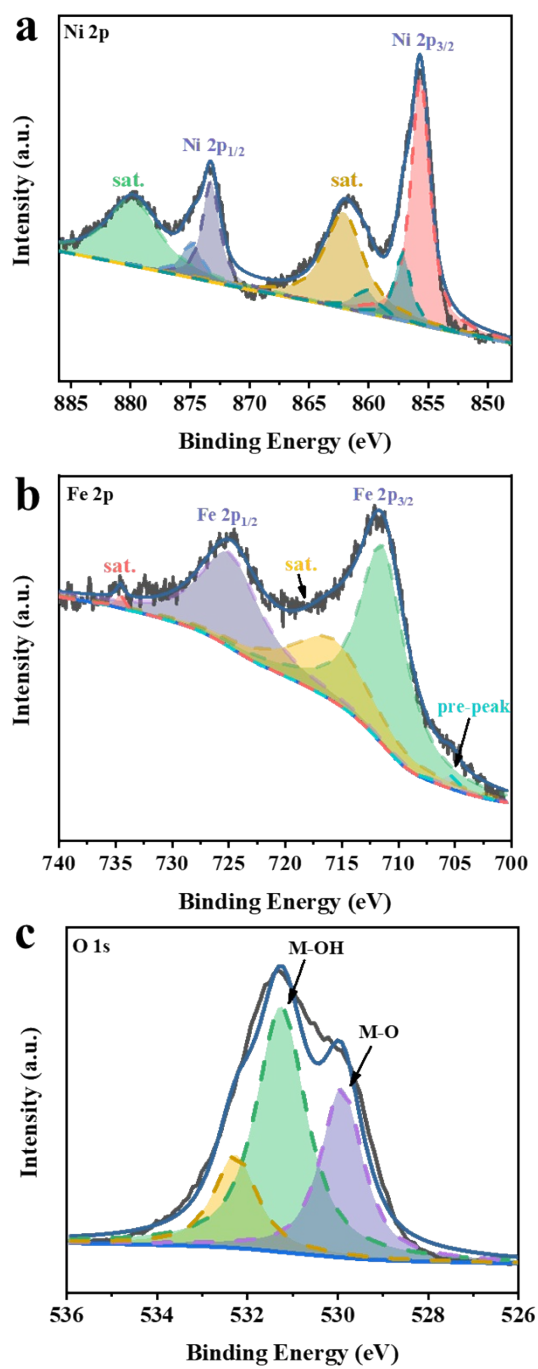 a
Ni 2p
Ni 2p3/2
Ni 2p1/2
sat.
sat.
Intensity (a.u.)
885 880 875 870 865 860 855 850
Binding Energy (eV)
b
Fe 2p
Fe 2p3/2
Fe 2p1/2
sat.
sat.
pre-peak
Intensity (a.u.)
740 735 730 725 720 715 710 705 700
Binding Energy (eV)
c
O 1s
M-OH
M-O
Intensity (a.u.)
536 534 532 530 528 526
Binding Energy (eV)